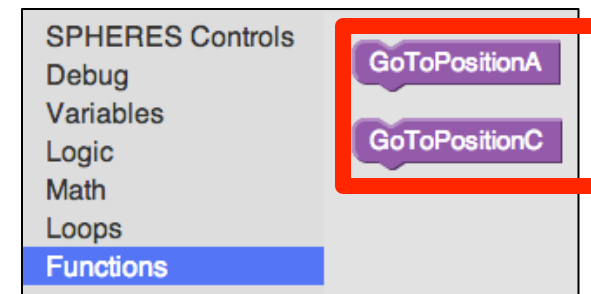 SPHERES Controls
Debug
Variables
Logic
Math
Loops
Functions
GoToPositionA
GoToPositionC